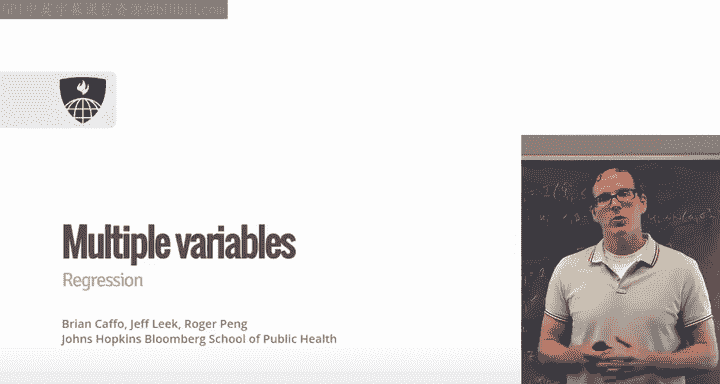 Multiple variables
Regression
Brian Caffo, Jeff Leek, Roger Peng
Johns Hopkins Bloomberg School of Public Health